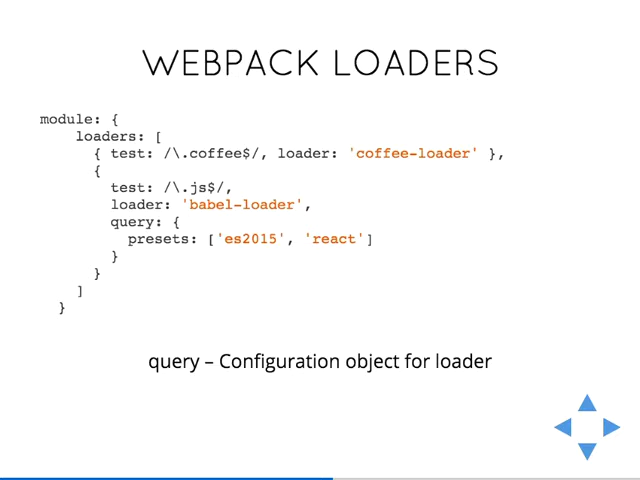 WEBPACK LOADERS
module: {
loaders: [
{ test: /\.coffee$/, loader: 'coffee-loader' },
{
test: /\.js$/,
loader: 'babel-loader',
query: {
presets: ['es2015', 'react']
}
}
]
}
query – Configuration object for loader